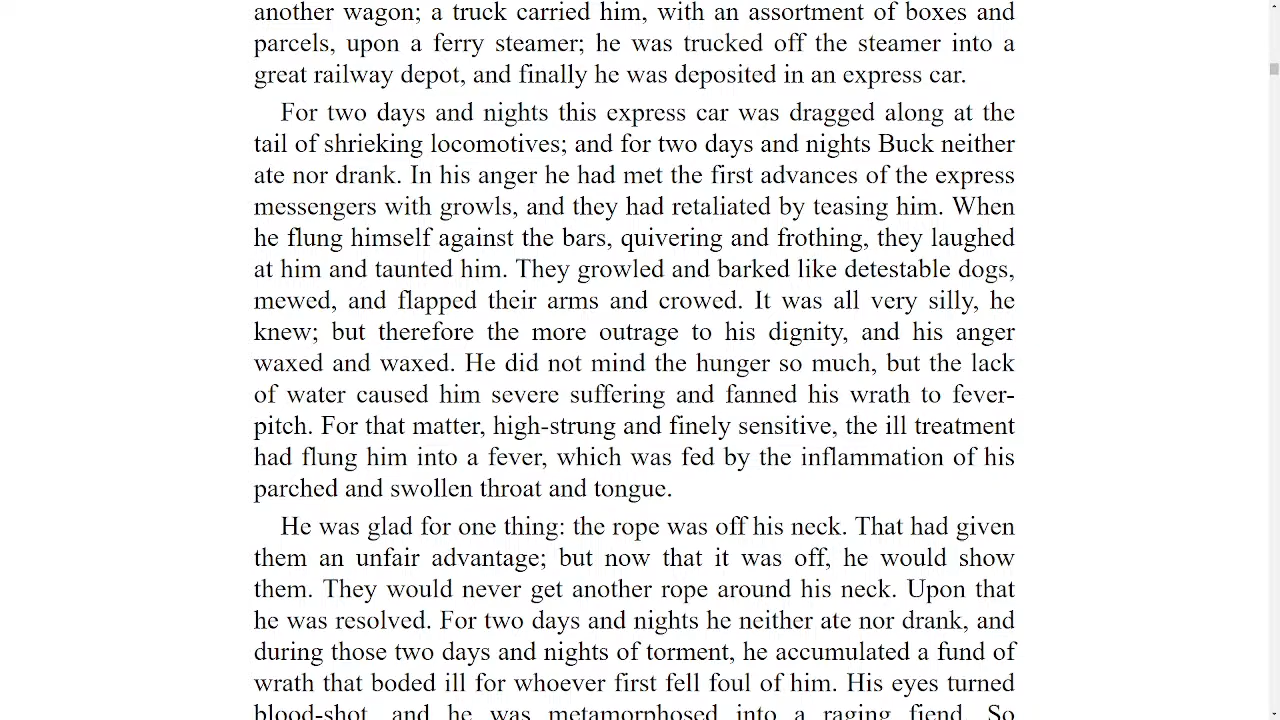 another wagon; a truck carried him, with an assortment of boxes and
parcels, upon a ferry steamer; he was trucked off the steamer into a
great railway depot, and finally he was deposited in an express car.
For two days and nights this express car was dragged along at the
tail of shrieking locomotives; and for two days and nights Buck neither
ate nor drank. In his anger he had met the first advances of the express
messengers with growls, and they had retaliated by teasing him. When
he flung himself against the bars, quivering and frothing, they laughed
at him and taunted him. They growled and barked like detestable dogs,
mewed, and flapped their arms and crowed. It was all very silly, he
knew; but therefore the more outrage to his dignity, and his anger
waxed and waxed. He did not mind the hunger so much, but the lack
of water caused him severe suffering and fanned his wrath to fever-
pitch. For that matter, high-strung and finely sensitive, the ill treatment
had flung him into a fever, which was fed by the inflammation of his
parched and swollen throat and tongue.
He was glad for one thing: the rope was off his neck. That had given
them an unfair advantage; but now that it was off, he would show
them. They would never get another rope around his neck. Upon that
he was resolved. For two days and nights he neither ate nor drank, and
during those two days and nights of torment, he accumulated a fund of
wrath that boded ill for whoever first fell foul of him. His eyes turned
blood-shot, and he was metamorphosed into a raging fiend. So